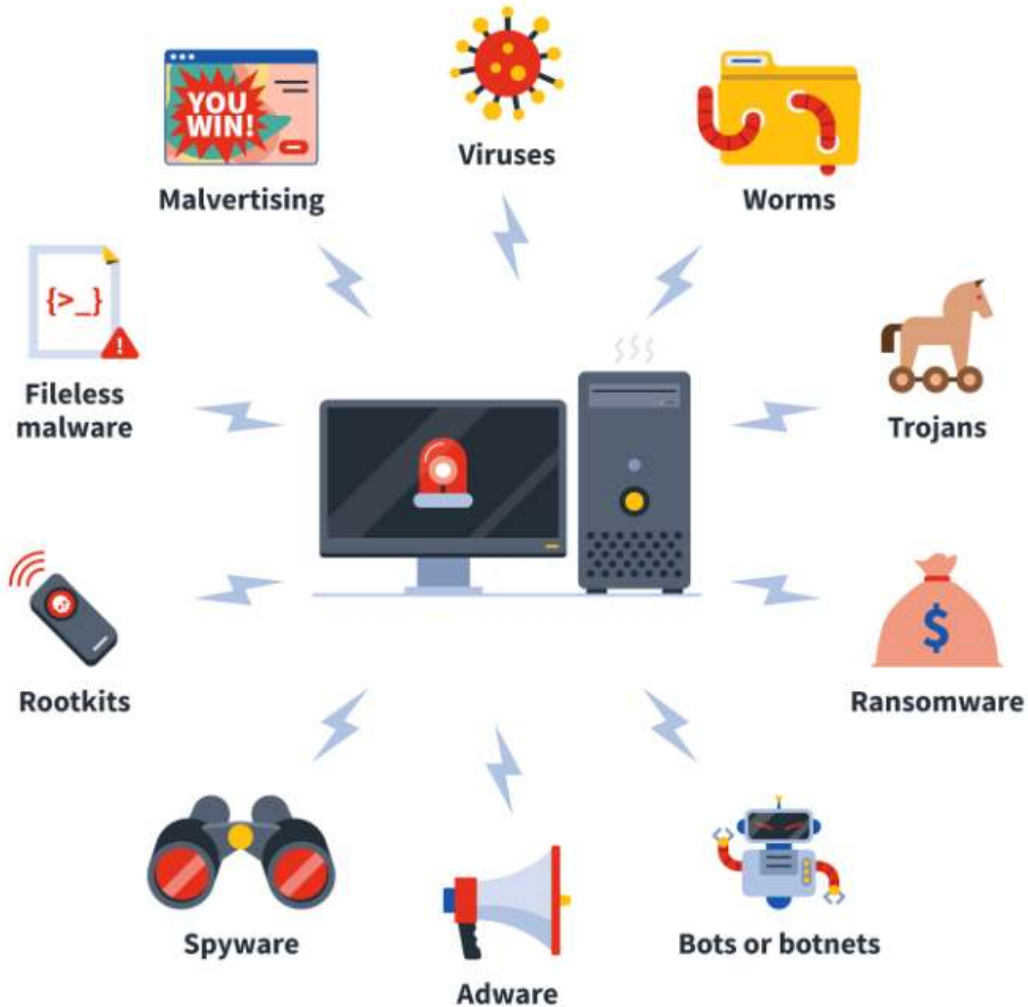 YOU
WIN!
Malvertising
Viruses
Worms
{>_}
!
Fileless
malware
Trojans
Rootkits
$
Ransomware
Spyware
Adware
Bots or botnets